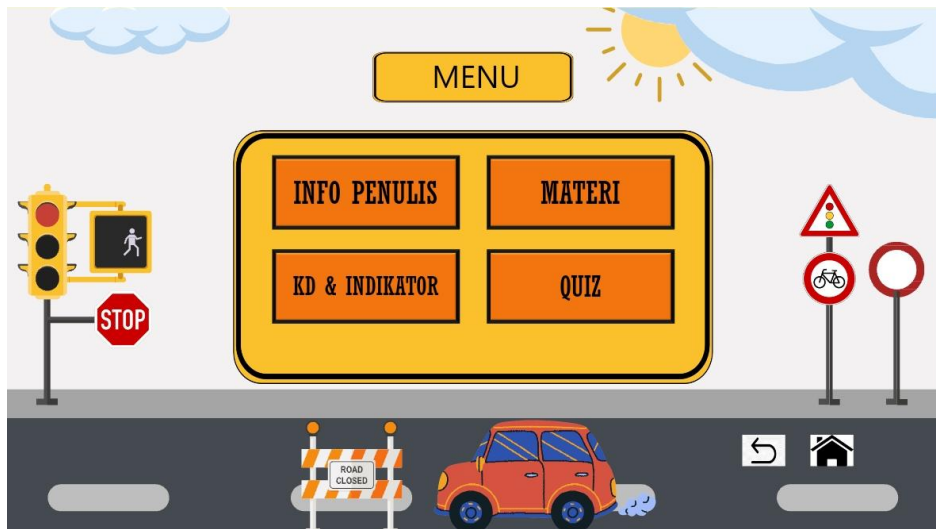 MENU
INFO PENULIS
MATERI
KD & INDIKATOR
QUIZ
STOP
ROAD
CLOSED